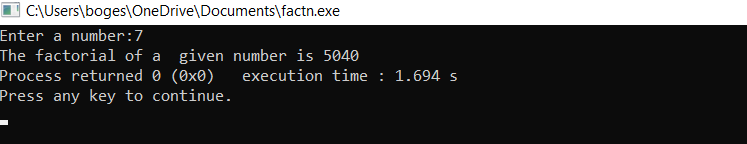 C:\Users\boges\OneDrive\Documents\factn.exe
Enter a number:7
The factorial of a  given number is 5040
Process returned 0 (0x0)   execution time : 1.694 s
Press any key to continue.